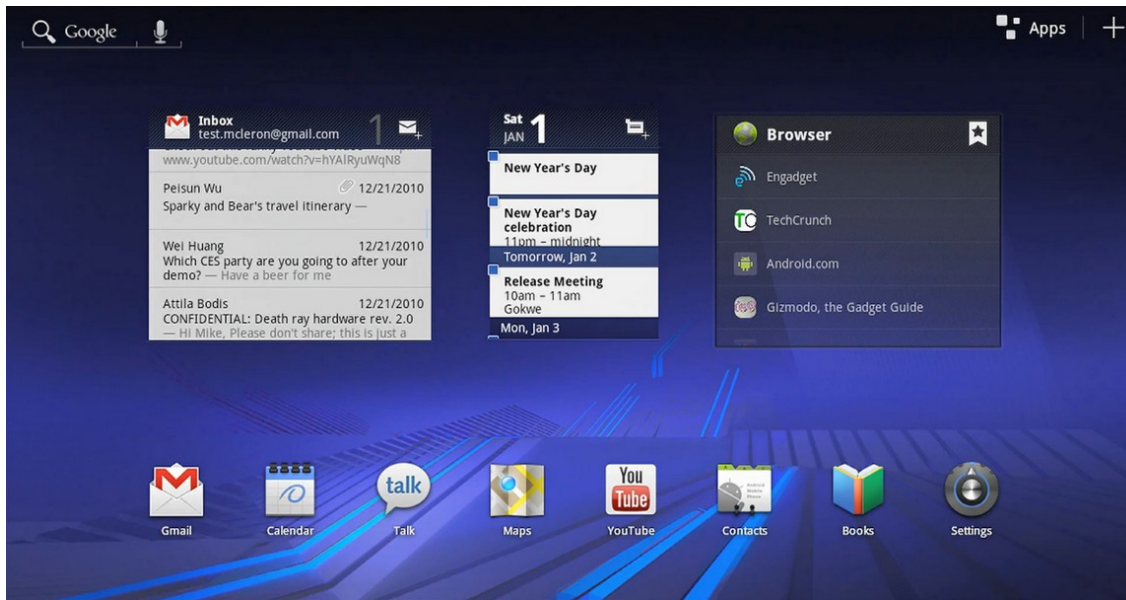 Google
Apps
Inbox
test.mcleron@gmail.com
1
www.youtube.com/watch?v=hYAlRyuWqN8
Peisun Wu 12/21/2010
Sparky and Bear's travel itinerary —
Wei Huang 12/21/2010
Which CES party are you going to after your
demo? — Have a beer for me
Attila Bodis 12/21/2010
CONFIDENTIAL: Death ray hardware rev. 2.0
— Hi Mike, Please don't share; this is just a
Sat
JAN
1
New Year's Day
New Year's Day
celebration
11pm – midnight
Tomorrow, Jan 2
Release Meeting
10am – 11am
Gokwe
Mon, Jan 3
Browser
Engadget
TC TechCrunch
Android.com
Gizmodo, the Gadget Guide
talk
You
Tube
Gmail
Calendar
Talk
Maps
YouTube
Contacts
Books
Settings